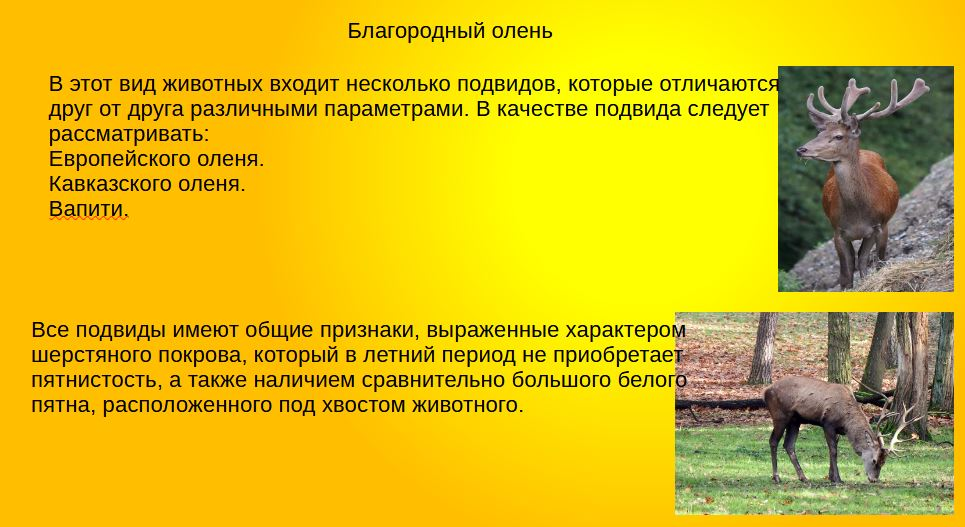 Благородный олень
В этот вид животных входит несколько подвидов, которые отличаются
друг от друга различными параметрами. В качестве подвида следует
рассматривать:
Европейского оленя.
Кавказского оленя.
Вапити.
Все подвиды имеют общие признаки, выраженные характером
шерстяного покрова, который в летний период не приобретает
пятнистость, а также наличием сравнительно большого белого
пятна, расположенного под хвостом животного.